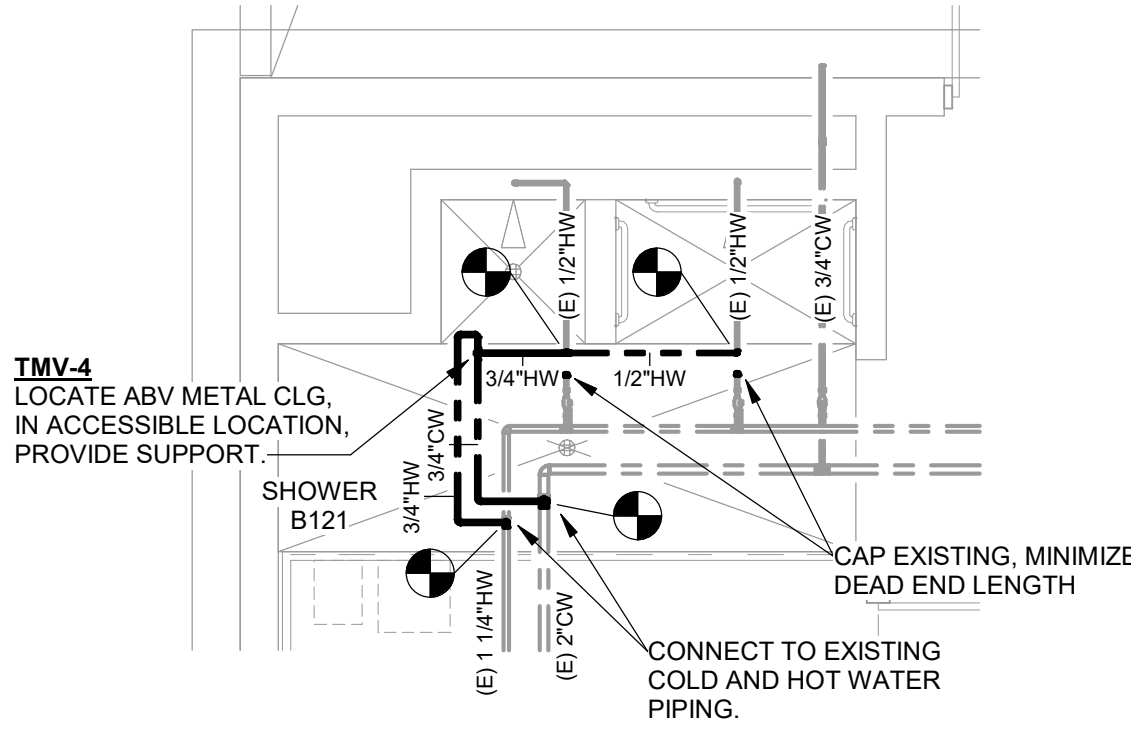 (E) 1/2"HW
(E) 1/2"HW
(E) 3/4"CW
TMV-4
LOCATE ABV METAL CLG,
IN ACCESSIBLE LOCATION,
PROVIDE SUPPORT.
3/4"HW
1/2"HW
3/4"CW
3/4"HW
SHOWER
B121
CAP EXISTING, MINIMIZE
DEAD END LENGTH
(E) 1 1/4"HW
(E) 2"CW
CONNECT TO EXISTING
COLD AND HOT WATER
PIPING.